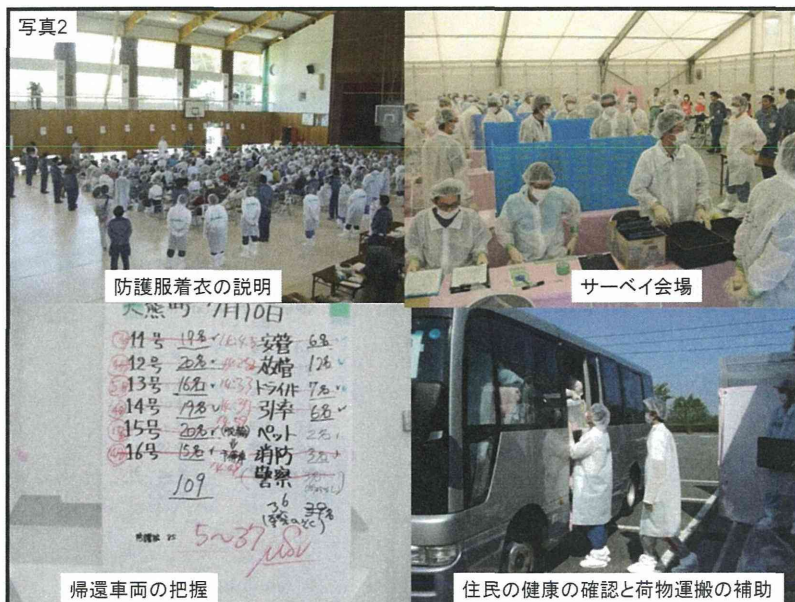 写真2
防護服着衣の説明
サーベイ会場
大熊町 7月10日
11号 19名 安管 6名
12号 20名 放管 12名
13号 16名 ドライバ 7名
14号 19名 引率 6名
15号 20名 ペット 2名
16号 15名 消防 3名
警察
109
36
5~37
μSv
帰還車両の把握
住民の健康の確認と荷物運搬の補助